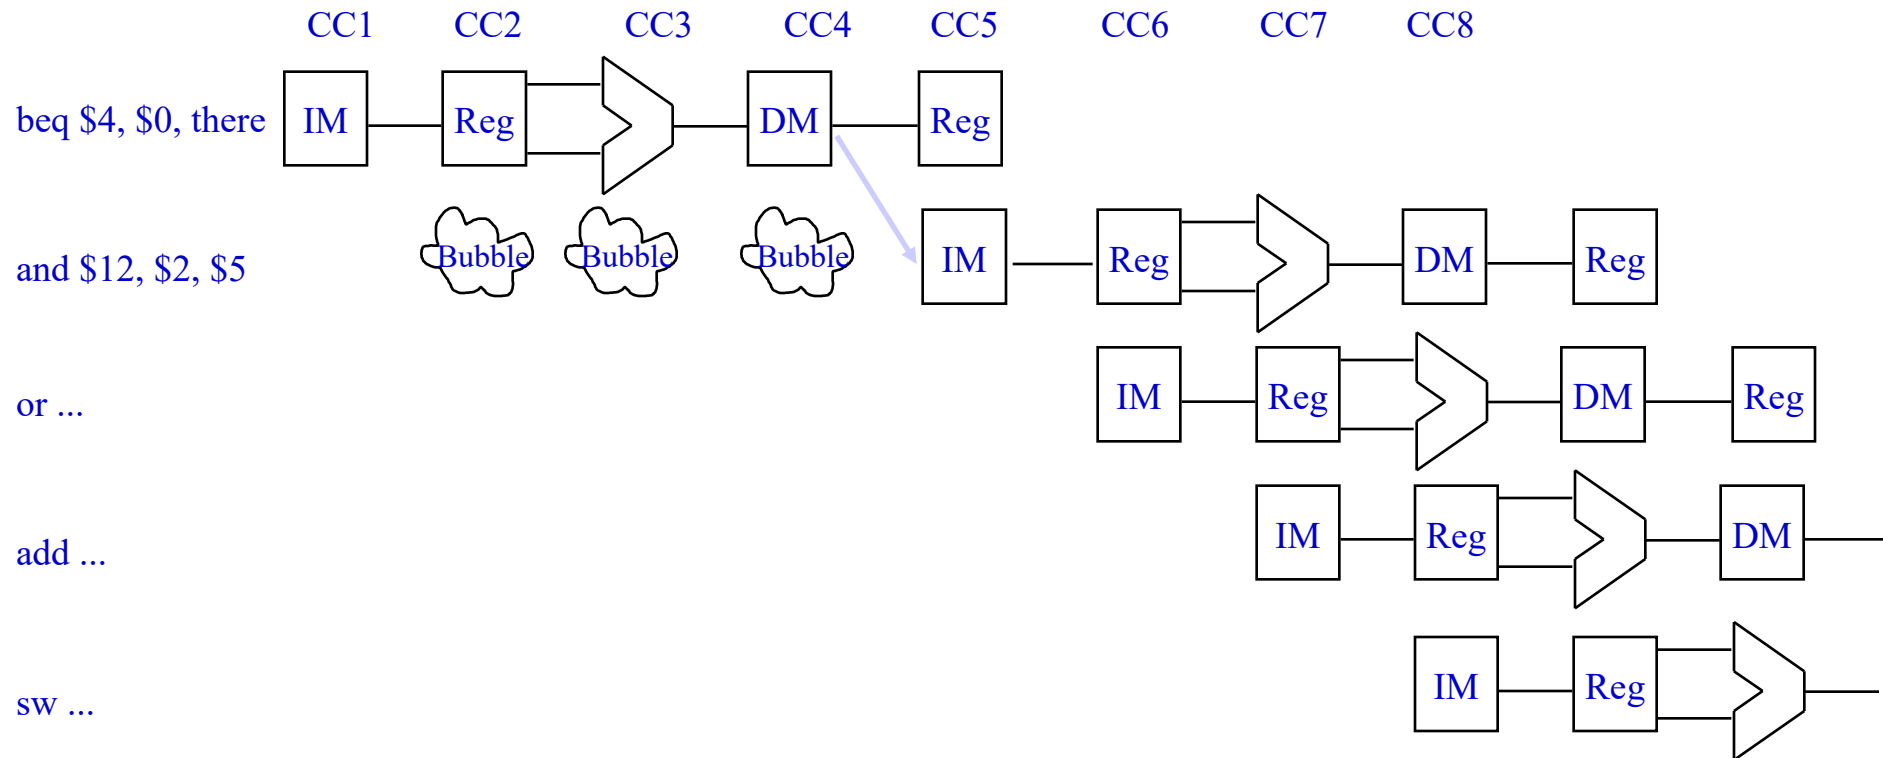 CC1 CC2 CC3 CC4 CC5 CC6 CC7 CC8
beq $4, $0, there IM Reg DM Reg
and $12, $2, $5 Bubble Bubble Bubble IM Reg DM Reg
or ... IM Reg DM Reg
add ... IM Reg DM
sw ... IM Reg